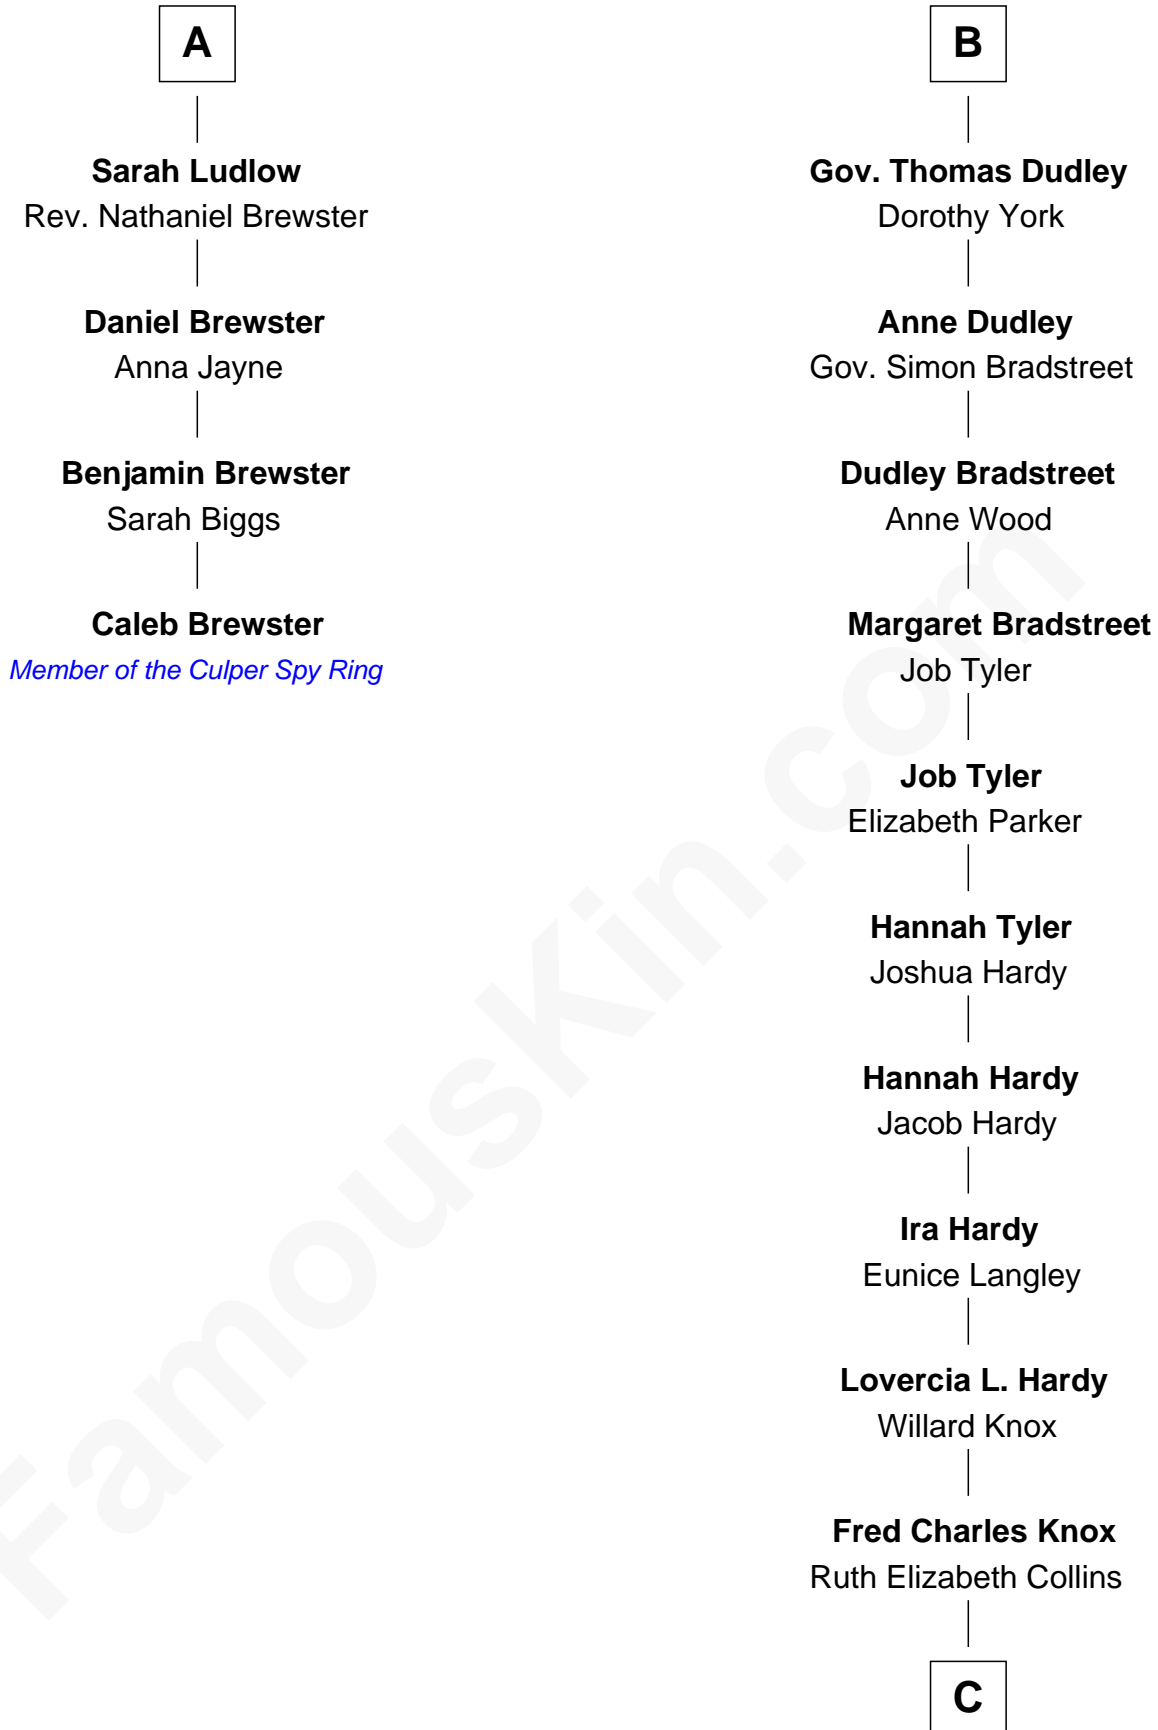 A
Sarah Ludlow
Rev. Nathaniel Brewster
Daniel Brewster
Anna Jayne
Benjamin Brewster
Sarah Biggs
Caleb Brewster
Member of the Culper Spy Ring
B
Gov. Thomas Dudley
Dorothy York
Anne Dudley
Gov. Simon Bradstreet
Dudley Bradstreet
Anne Wood
Margaret Bradstreet
Job Tyler
Job Tyler
Elizabeth Parker
Hannah Tyler
Joshua Hardy
Hannah Hardy
Jacob Hardy
Ira Hardy
Eunice Langley
Lovercia L. Hardy
Willard Knox
Fred Charles Knox
Ruth Elizabeth Collins
C
FamousKin.com